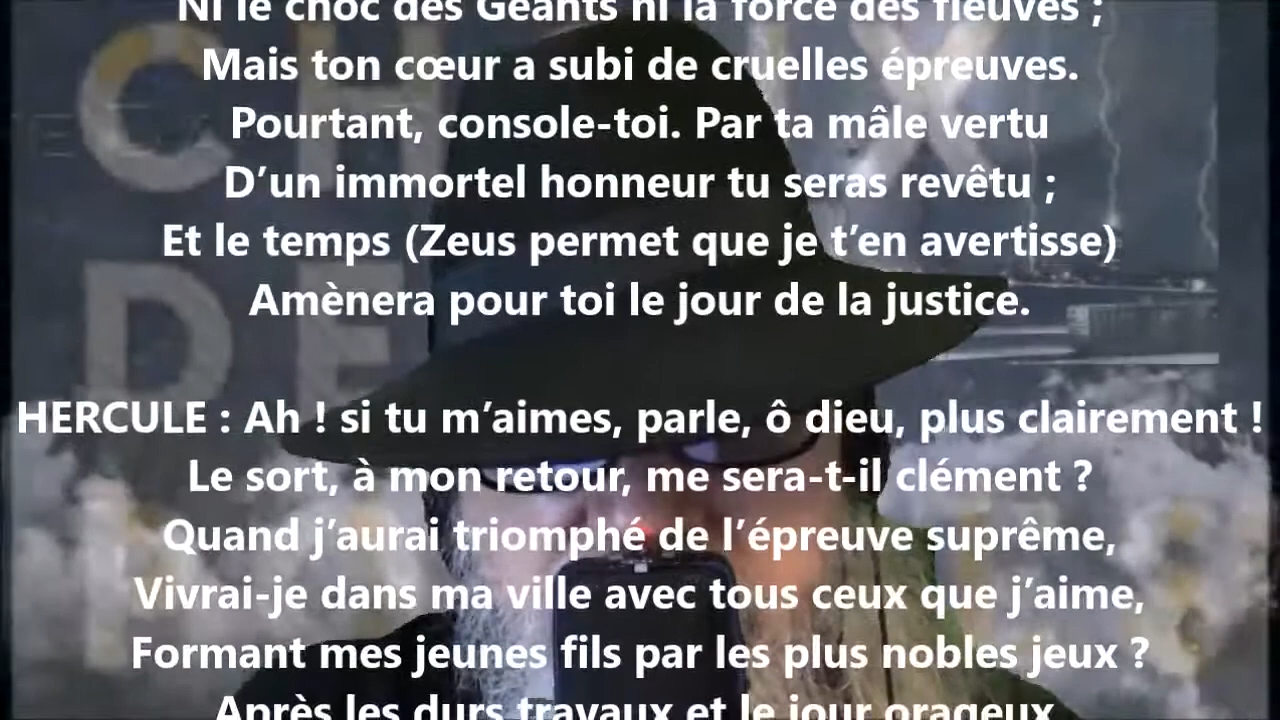 Ni le choc des Géants ni la force des fleuves ;
Mais ton cœur a subi de cruelles épreuves.
Pourtant, console-toi. Par ta mâle vertu
D’un immortel honneur tu seras revêtu ;
Et le temps (Zeus permet que je t’en avertisse)
Amènera pour toi le jour de la justice.
HERCULE : Ah ! si tu m’aimes, parle, ô dieu, plus clairement !
Le sort, à mon retour, me sera-t-il clément ?
Quand j’aurai triomphé de l’épreuve suprême,
Vivrai-je dans ma ville avec tous ceux que j’aime,
Formant mes jeunes fils par les plus nobles jeux ?
Après les durs travaux et le jour orageux